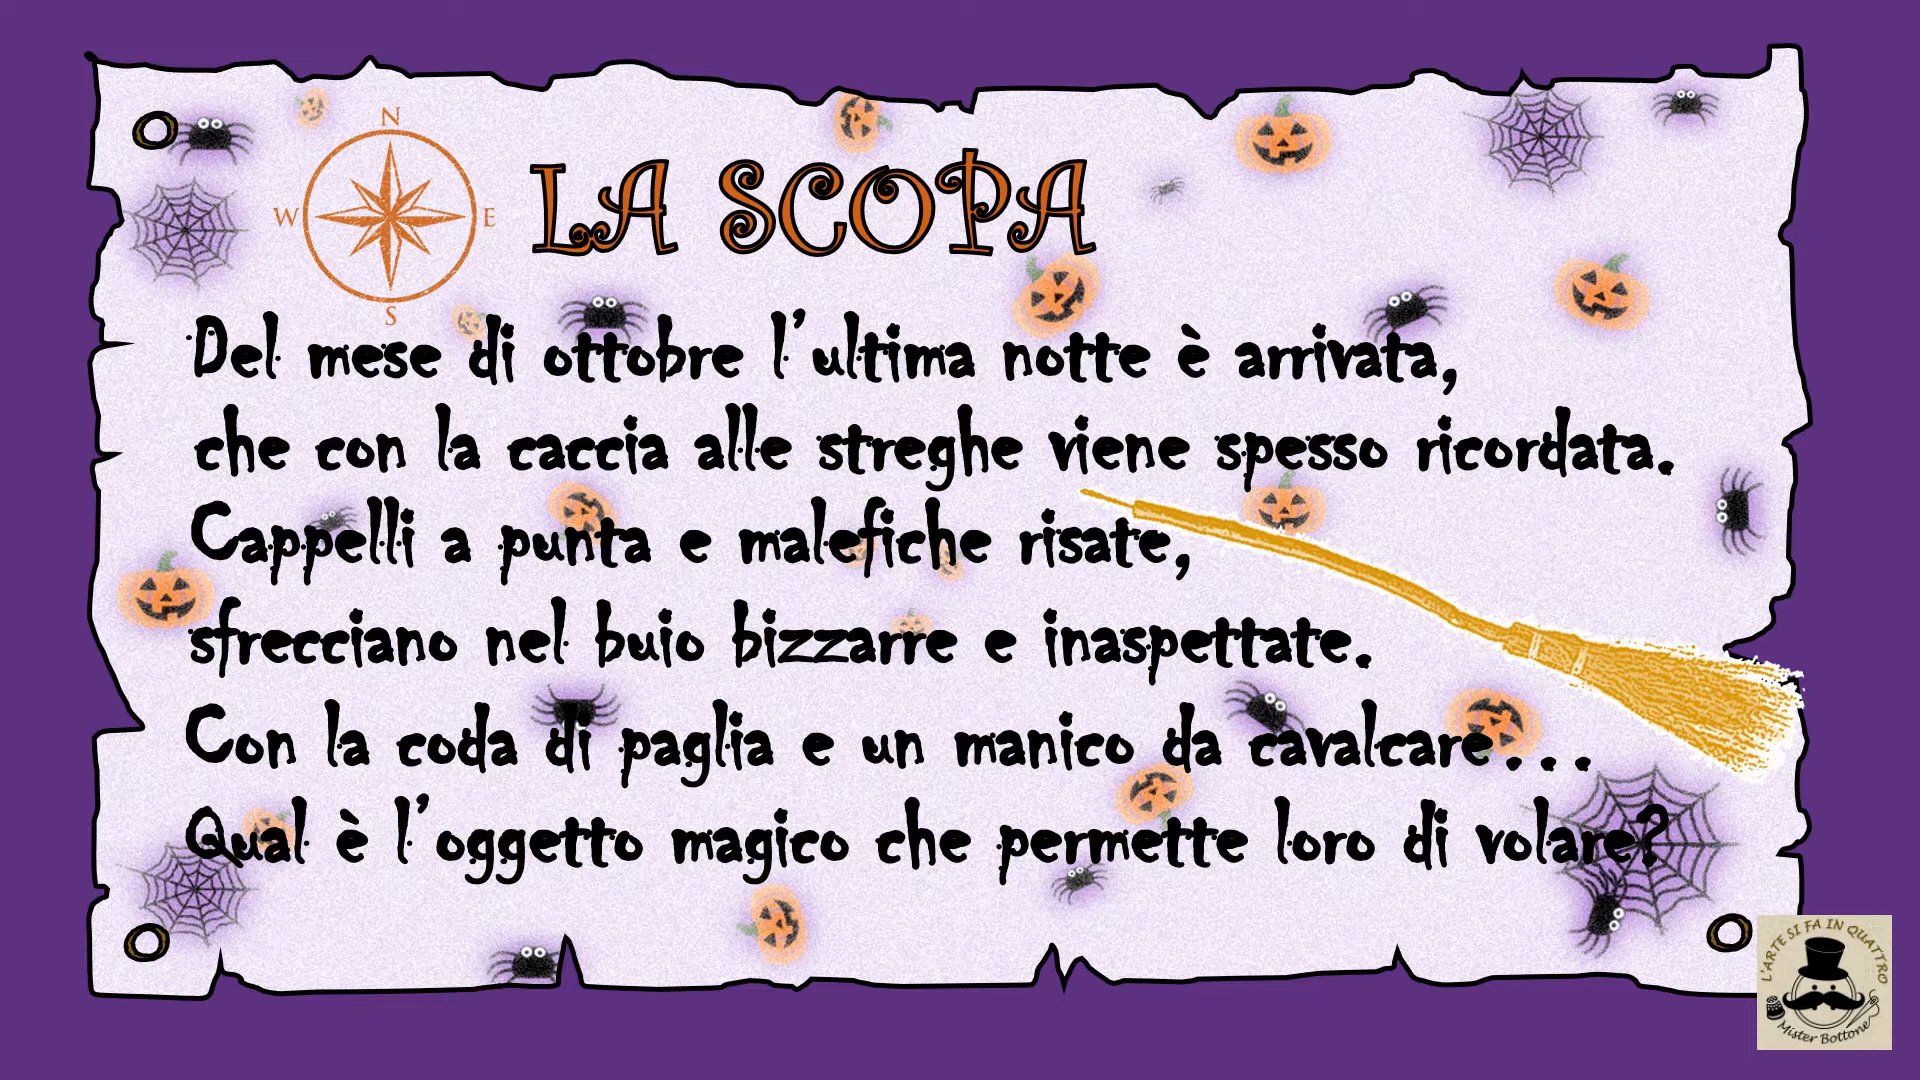 N
W E
S
LA SCOPA
Del mese di ottobre l'ultima notte è arrivata,
che con la caccia alle streghe viene spesso ricordata.
Cappelli a punta e malefiche risate,
sfrecciano nel buio bizzarre e inaspettate.
Con la coda di paglia e un manico da cavalcare...
Qual è l'oggetto magico che permette loro di volare?
L'ARTE SI FA IN QUATTRO
Mister Bottone